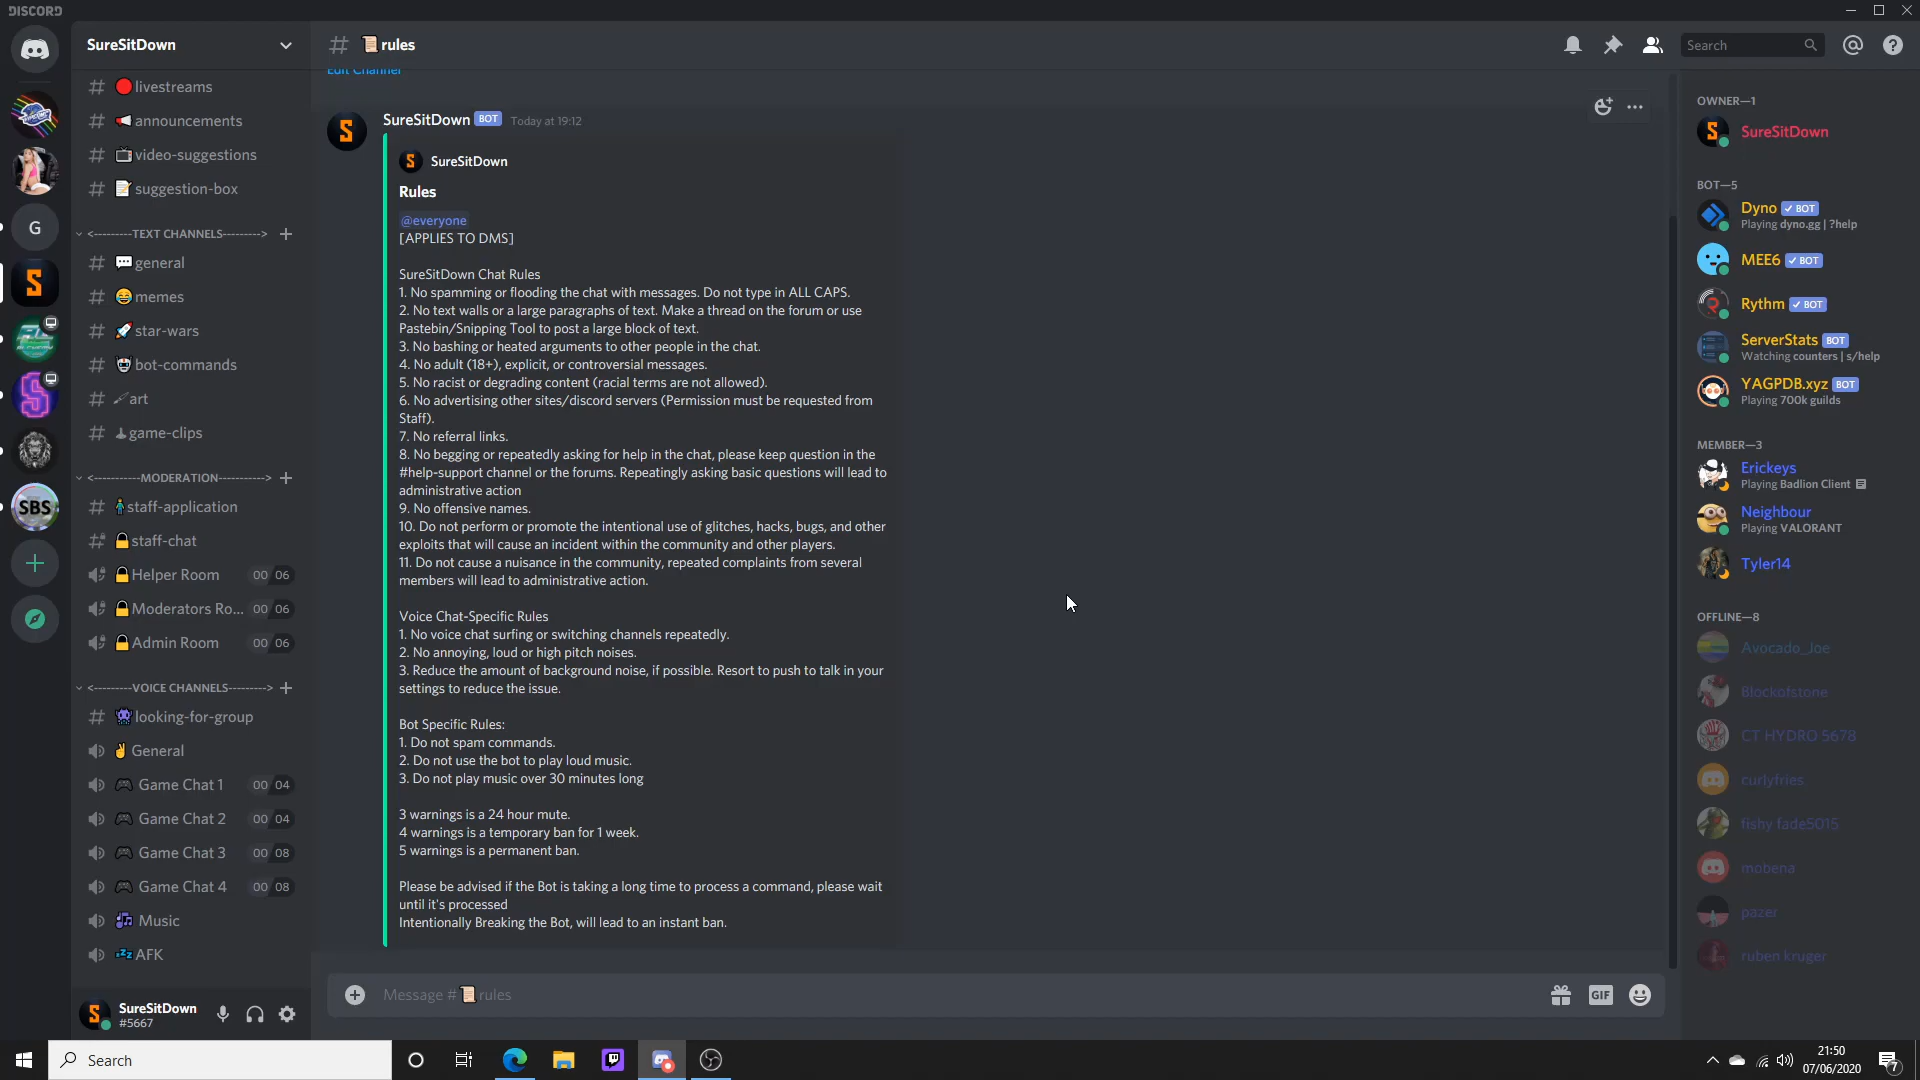 DISCORD
SureSitDown
livestreams
announcements
video-suggestions
suggestion-box
<---------TEXT CHANNELS--------->
general
memes
star-wars
bot-commands
art
game-clips
<----------MODERATION----------->
staff-application
staff-chat
Helper Room 00 06
Moderators Ro... 00 06
Admin Room 00 06
<---------VOICE CHANNELS--------->
looking-for-group
General
Game Chat 1 00 04
Game Chat 2 00 04
Game Chat 3 00 08
Game Chat 4 00 08
Music
AFK
SureSitDown
#5667
G
S
SBS
# rules
Search
Edit Channel
SureSitDown BOT Today at 19:12
SureSitDown
Rules
@everyone
[APPLIES TO DMS]
SureSitDown Chat Rules
1. No spamming or flooding the chat with messages. Do not type in ALL CAPS.
2. No text walls or a large paragraphs of text. Make a thread on the forum or use
Pastebin/Snipping Tool to post a large block of text.
3. No bashing or heated arguments to other people in the chat.
4. No adult (18+), explicit, or controversial messages.
5. No racist or degrading content (racial terms are not allowed).
6. No advertising other sites/discord servers (Permission must be requested from
Staff).
7. No referral links.
8. No begging or repeatedly asking for help in the chat, please keep question in the
#help-support channel or the forums. Repeatingly asking basic questions will lead to
administrative action
9. No offensive names.
10. Do not perform or promote the intentional use of glitches, hacks, bugs, and other
exploits that will cause an incident within the community and other players.
11. Do not cause a nuisance in the community, repeated complaints from several
members will lead to administrative action.
Voice Chat-Specific Rules
1. No voice chat surfing or switching channels repeatedly.
2. No annoying, loud or high pitch noises.
3. Reduce the amount of background noise, if possible. Resort to push to talk in your
settings to reduce the issue.
Bot Specific Rules:
1. Do not spam commands.
2. Do not use the bot to play loud music.
3. Do not play music over 30 minutes long
3 warnings is a 24 hour mute.
4 warnings is a temporary ban for 1 week.
5 warnings is a permanent ban.
Please be advised if the Bot is taking a long time to process a command, please wait
until it's processed
Intentionally Breaking the Bot, will lead to an instant ban.
Message # rules
GIF
OWNER—1
SureSitDown
BOT—5
Dyno BOT
Playing dyno.gg | ?help
MEE6 BOT
Rythm BOT
ServerStats BOT
Watching counters | s/help
YAGPDB.xyz BOT
Playing 700k guilds
MEMBER—3
Erickeys
Playing Badlion Client
Neighbour
Playing VALORANT
Tyler14
OFFLINE—8
Avocado_Joe
Blockofstone
CT HYDRO 5678
curlyfries
fishy fade5015
mobena
pazer
ruben kruger
Search
21:50
07/06/2020
7